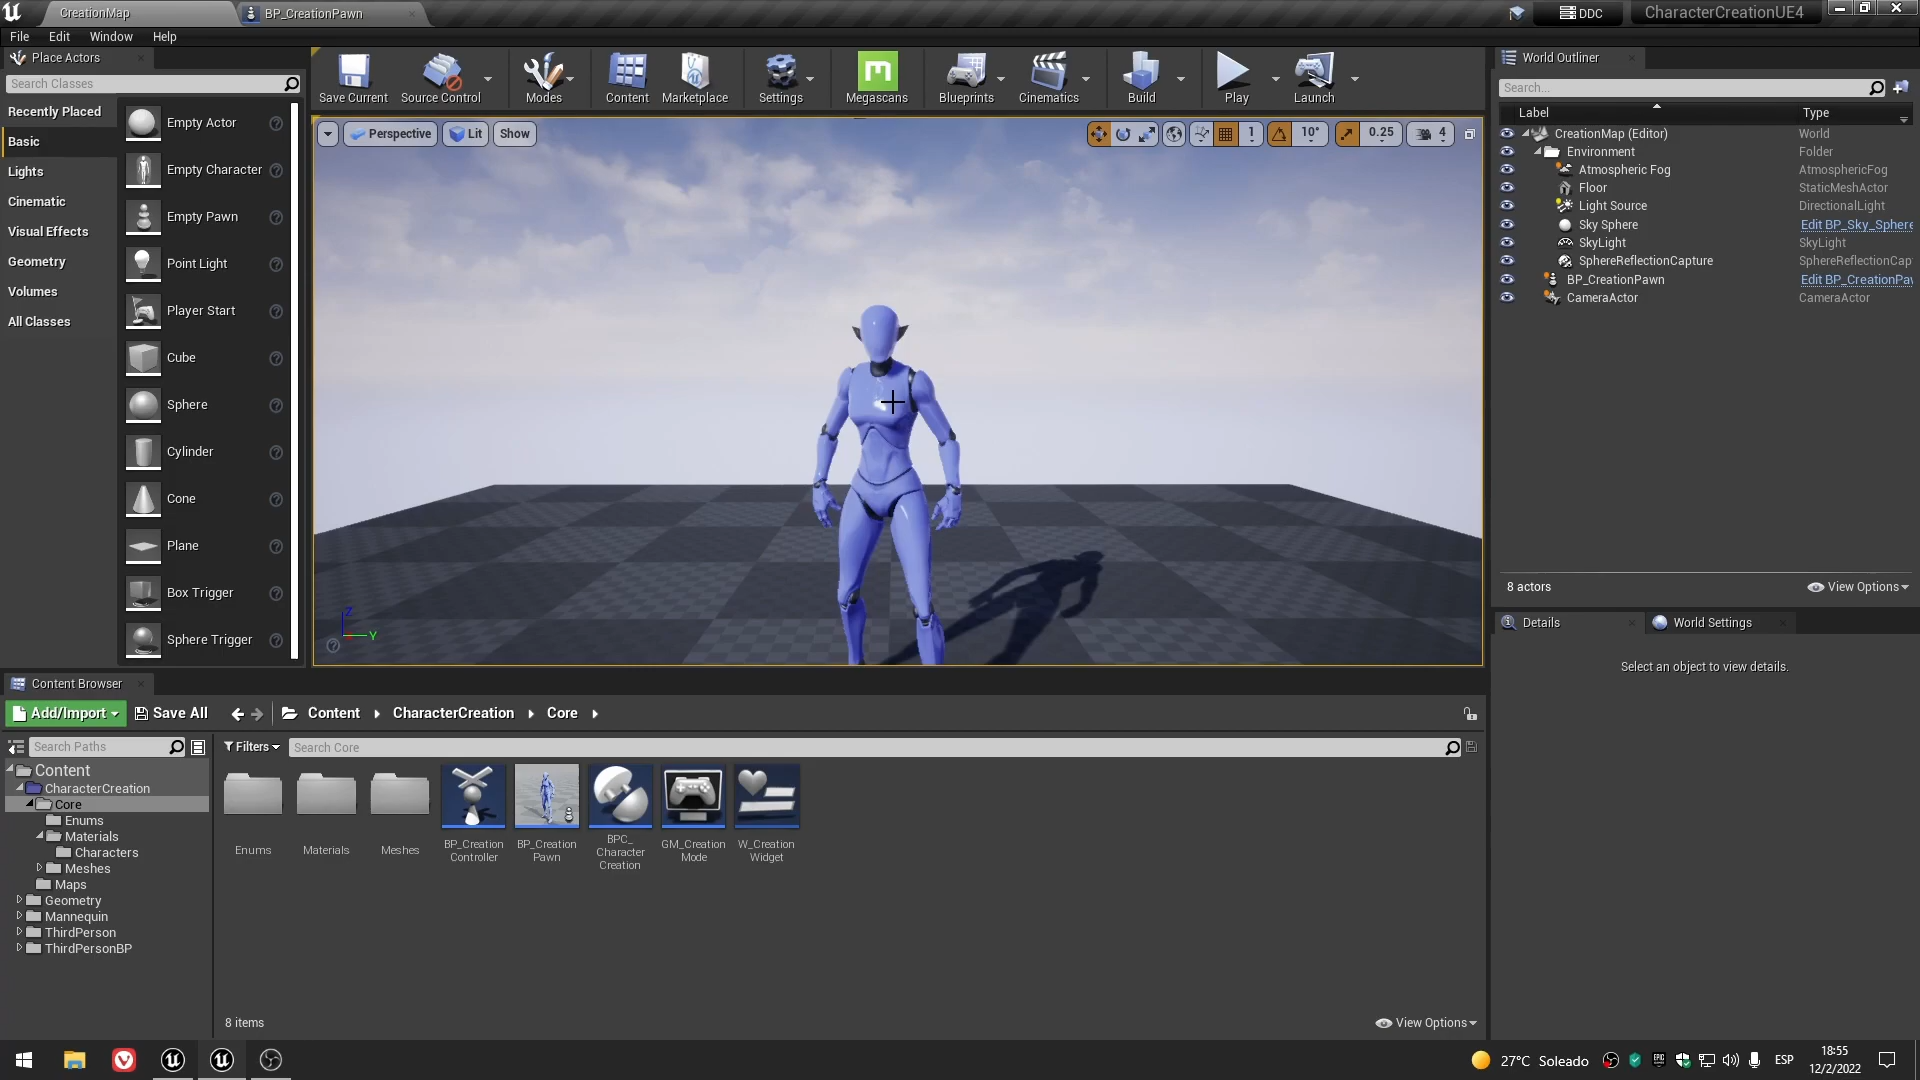 CreationMap
BP_CreationPawn
DDC
CharacterCreationUE4
File Edit Window Help
Place Actors
Search Classes
Recently Placed
Basic
Lights
Cinematic
Visual Effects
Geometry
Volumes
All Classes
Empty Actor
Empty Character
Empty Pawn
Point Light
Player Start
Cube
Sphere
Cylinder
Cone
Plane
Box Trigger
Sphere Trigger
Save Current
Source Control
Modes
Content
Marketplace
Settings
Megascans
Blueprints
Cinematics
Build
Play
Launch
Perspective
Lit
Show
1
10°
0.25
4
Z
Y
World Outliner
Search...
Label
Type
CreationMap (Editor) World
Environment Folder
Atmospheric Fog AtmosphericFog
Floor StaticMeshActor
Light Source DirectionalLight
Sky Sphere Edit BP_Sky_Sphere
SkyLight SkyLight
SphereReflectionCapture SphereReflectionCap
BP_CreationPawn Edit BP_CreationPaw
CameraActor CameraActor
8 actors
View Options
Details
World Settings
Select an object to view details.
Content Browser
Add/Import
Save All
Content
CharacterCreation
Core
Search Paths
Filters
Search Core
Content
CharacterCreation
Core
Enums
Materials
Characters
Meshes
Maps
Geometry
Mannequin
ThirdPerson
ThirdPersonBP
Enums
Materials
Meshes
BP_Creation
Controller
BP_Creation
Pawn
BPC_
Character
Creation
GM_Creation
Mode
W_Creation
Widget
8 items
View Options
27°C Soleado
ESP
18:55
12/2/2022